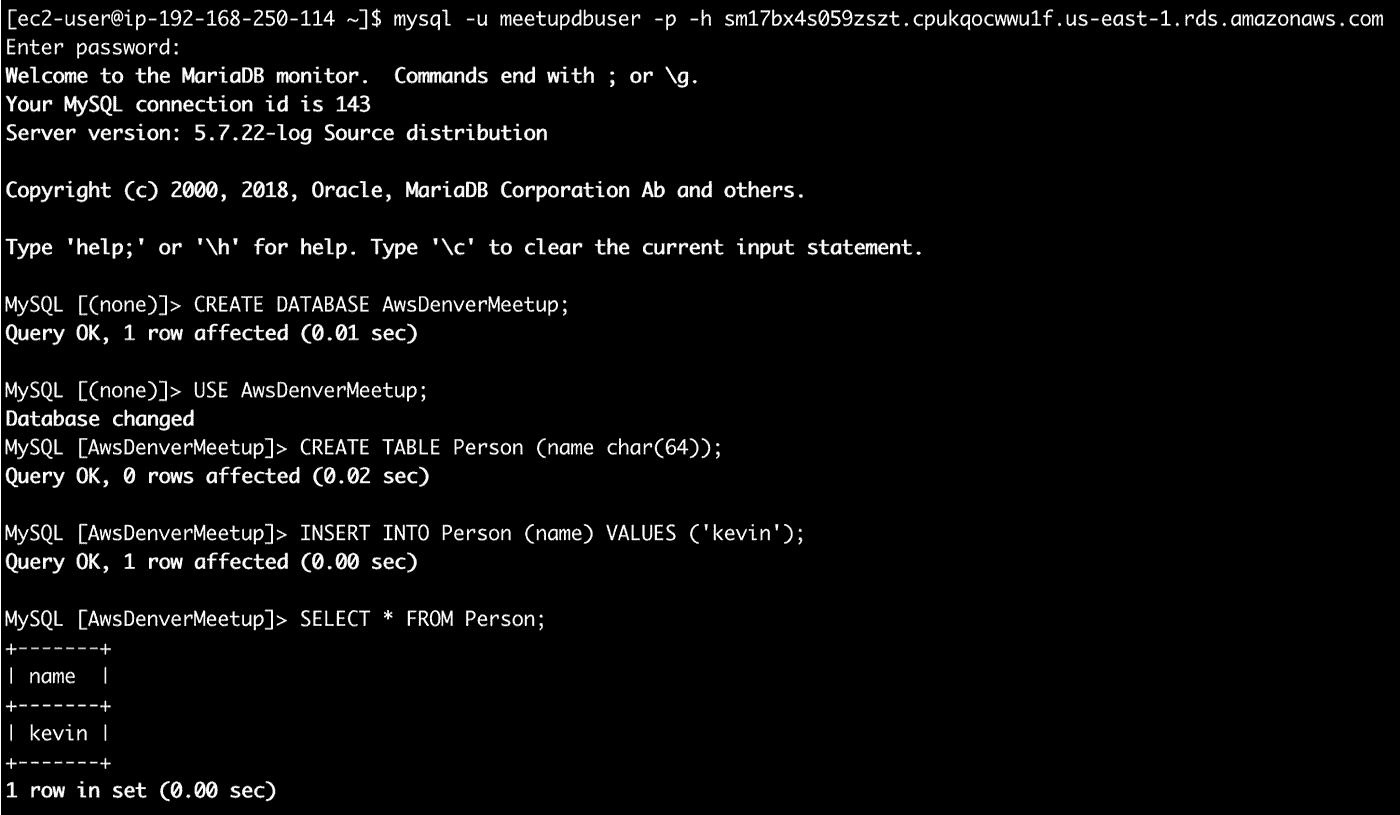 [ec2-user@ip-192-168-250-114 ~]$ mysql -u meetupdbuser -p -h sm17bx4s059zszt.cpukqocwwu1f.us-east-1.rds.amazonaws.com
Enter password:
Welcome to the MariaDB monitor.  Commands end with ; or \g.
Your MySQL connection id is 143
Server version: 5.7.22-log Source distribution

Copyright (c) 2000, 2018, Oracle, MariaDB Corporation Ab and others.

Type 'help;' or '\h' for help. Type '\c' to clear the current input statement.

MySQL [(none)]> CREATE DATABASE AwsDenverMeetup;
Query OK, 1 row affected (0.01 sec)

MySQL [(none)]> USE AwsDenverMeetup;
Database changed
MySQL [AwsDenverMeetup]> CREATE TABLE Person (name char(64));
Query OK, 0 rows affected (0.02 sec)

MySQL [AwsDenverMeetup]> INSERT INTO Person (name) VALUES ('kevin');
Query OK, 1 row affected (0.00 sec)

MySQL [AwsDenverMeetup]> SELECT * FROM Person;
+-------+
| name  |
+-------+
| kevin |
+-------+
1 row in set (0.00 sec)